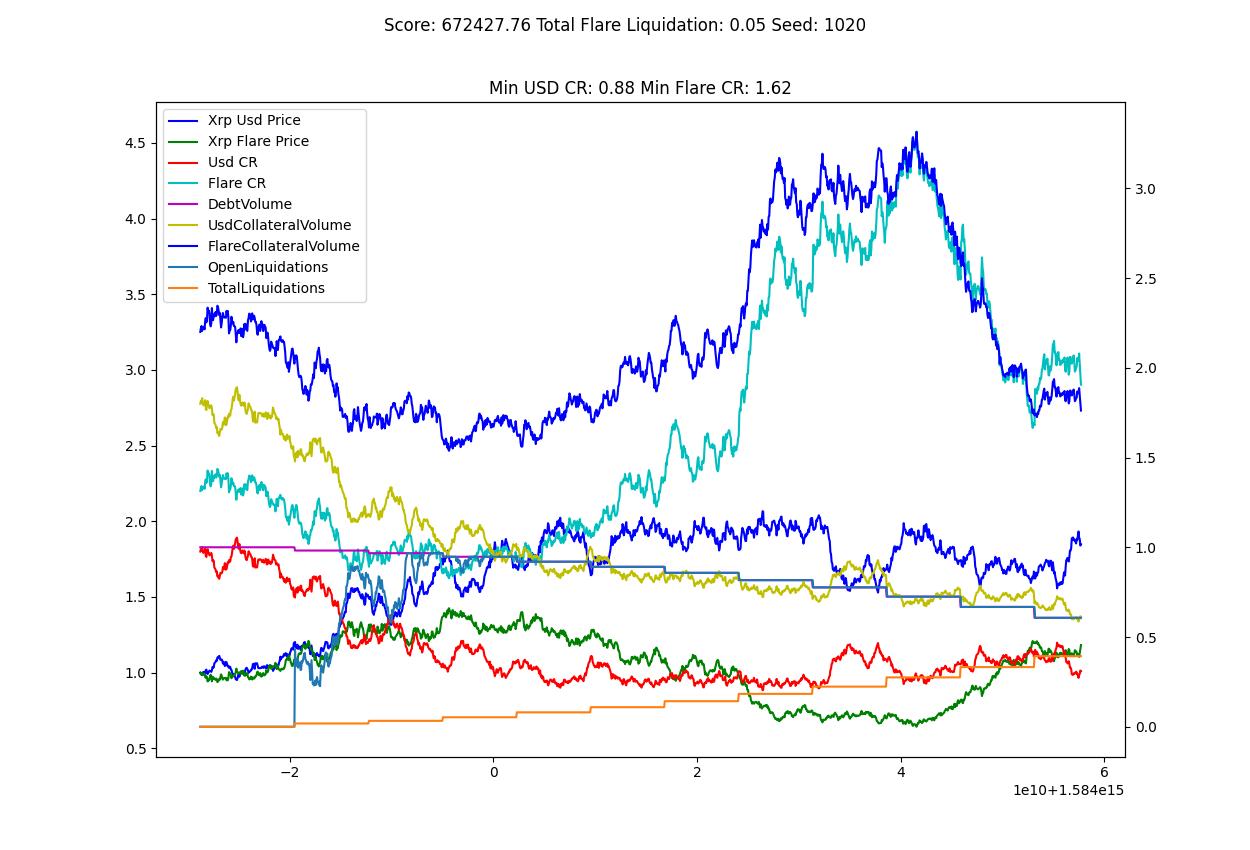 Score: 672427.76 Total Flare Liquidation: 0.05 Seed: 1020
Min USD CR: 0.88 Min Flare CR: 1.62
Xrp Usd Price
Xrp Flare Price
Usd CR
Flare CR
DebtVolume
UsdCollateralVolume
FlareCollateralVolume
OpenLiquidations
TotalLiquidations
4.5
4.0
3.5
3.0
2.5
2.0
1.5
1.0
0.5
3.0
2.5
2.0
1.5
1.0
0.5
0.0
−2
0
2
4
6
1e10+1.584e15